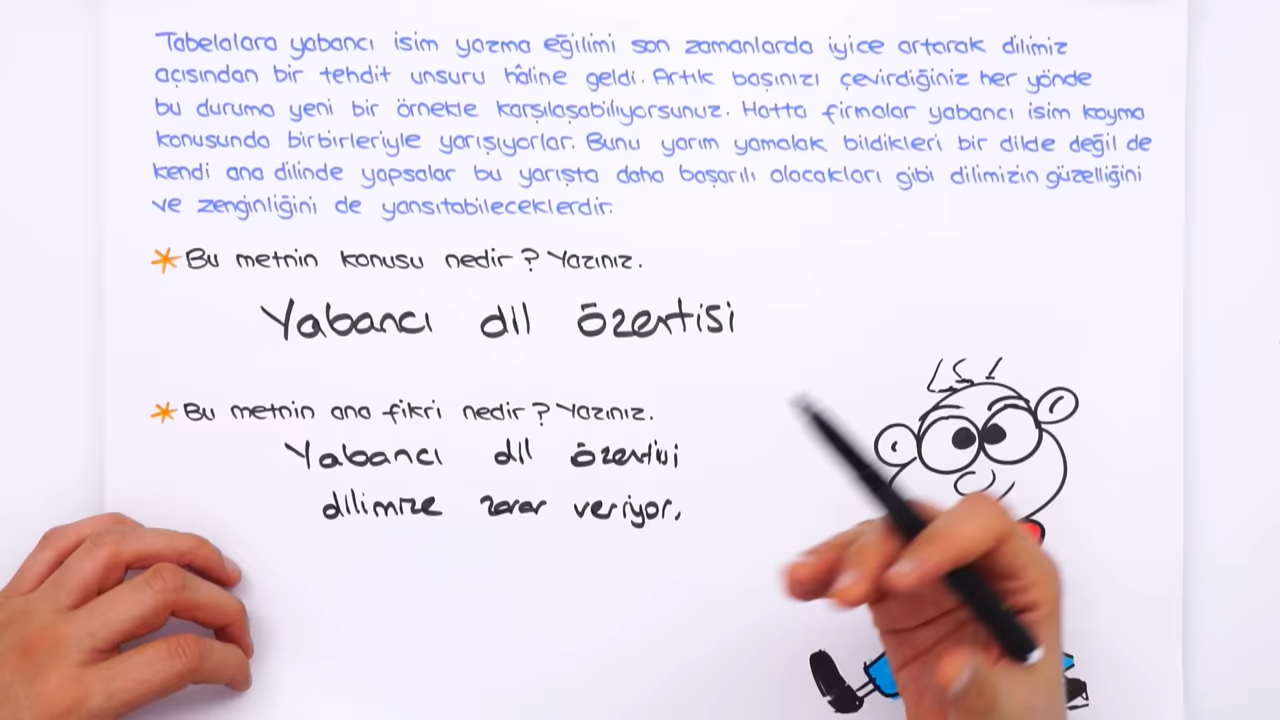 Tabelalara yabancı isim yazma eğilimi son zamanlarda iyice artarak dilimiz
açısından bir tehdit unsuru hâline geldi. Artık başınızı çevirdiğiniz her yönde
bu duruma yeni bir örnekle karşılaşabiliyorsunuz. Hatta firmalar yabancı isim koyma
konusunda birbirleriyle yarışıyorlar. Bunu yarım yamalak bildikleri bir dilde değil de
kendi ana dilinde yapsalar bu yarışta daha başarılı olacakları gibi dilimizin güzelliğini
ve zenginliğini de yansıtabileceklerdir.
* Bu metnin konusu nedir? Yazınız.
Yabancı dil özentisi
* Bu metnin ana fikri nedir? Yazınız.
Yabancı dil özentisi
dilimize zarar veriyor.